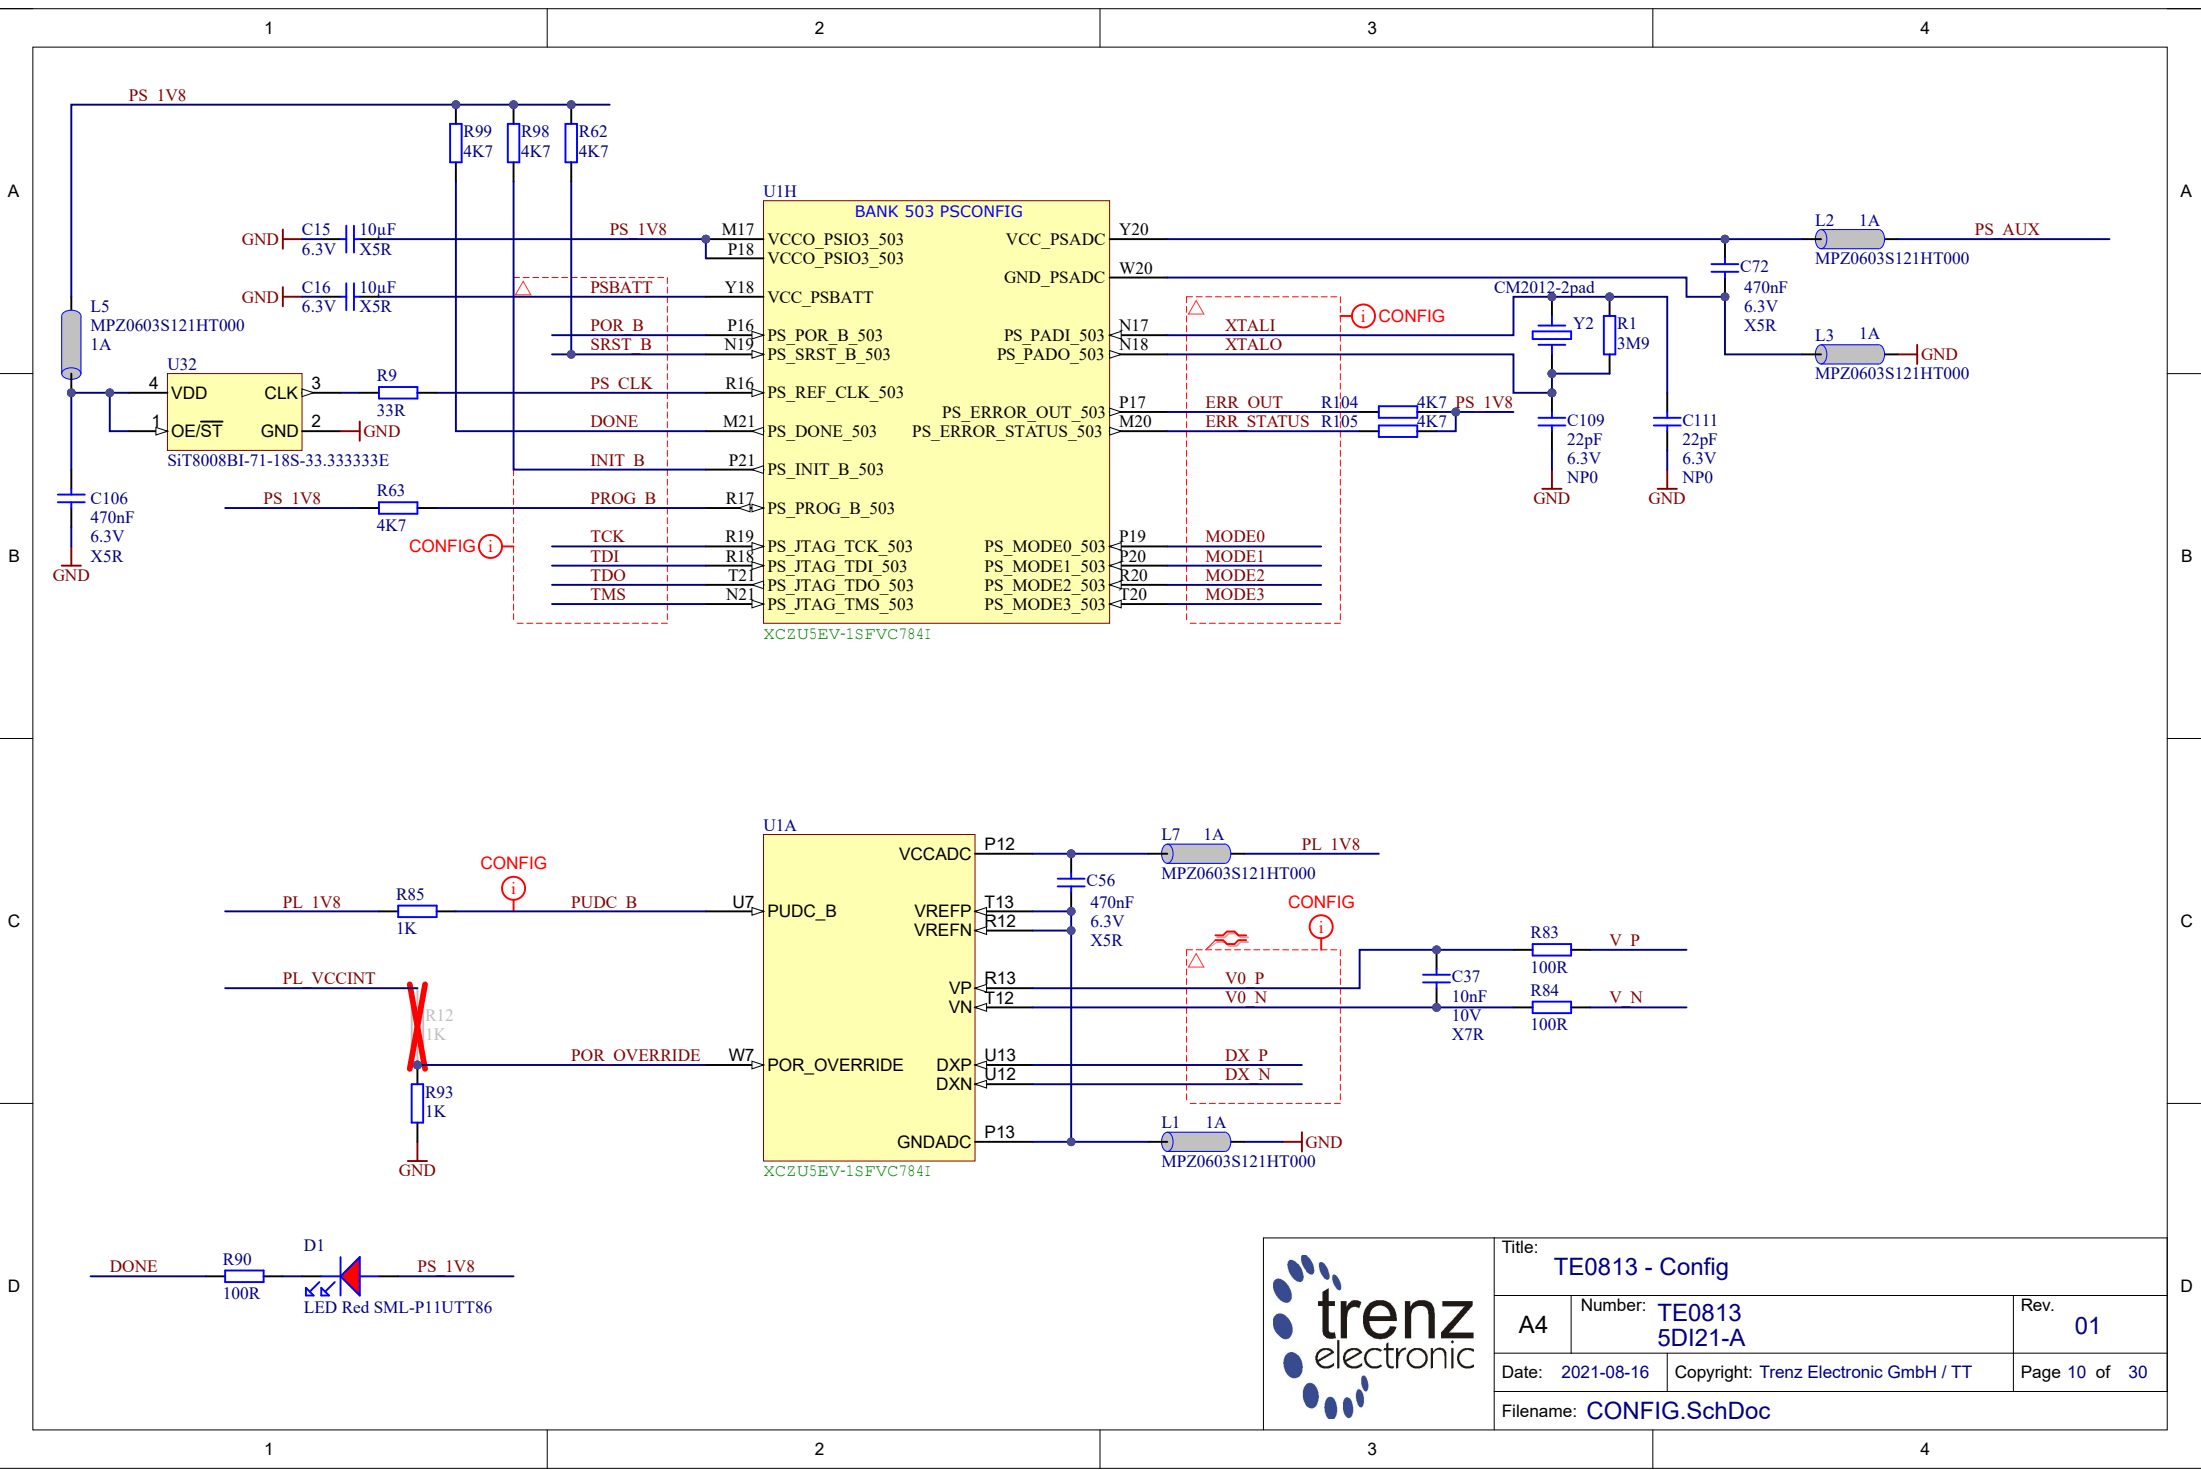 1 2 3 4
A A
B B
C C
D D
PS_1V8
R99 4K7
R98 4K7
R62 4K7
L5
MPZ0603S121HT000
1A
GND C15 10µF
6.3V X5R
PS_1V8
GND C16 10µF
6.3V X5R
PSBATT
POR_B
SRST_B
U32
4 VDD CLK 3
1 OE/ST GND 2 GND
SiT8008BI-71-18S-33.333333E
R9
33R
PS_CLK
DONE
INIT_B
C106
470nF
6.3V
X5R
GND
PS_1V8 R63
4K7
PROG_B
CONFIG i
TCK
TDI
TDO
TMS
U1H
BANK 503 PSCONFIG
M17 VCCO_PSIO3_503
P18 VCCO_PSIO3_503
Y18 VCC_PSBATT
P16 PS_POR_B_503
N19 PS_SRST_B_503
R16 PS_REF_CLK_503
M21 PS_DONE_503
P21 PS_INIT_B_503
R17 PS_PROG_B_503
R19 PS_JTAG_TCK_503
R18 PS_JTAG_TDI_503
T21 PS_JTAG_TDO_503
N21 PS_JTAG_TMS_503
VCC_PSADC Y20
GND_PSADC W20
PS_PADI_503 N17
PS_PADO_503 N18
PS_ERROR_OUT_503 P17
PS_ERROR_STATUS_503 M20
PS_MODE0_503 P19
PS_MODE1_503 P20
PS_MODE2_503 R20
PS_MODE3_503 T20
XCZU5EV-1SFVC784I
i CONFIG
XTALI
XTALO
ERR_OUT R104 4K7 PS_1V8
ERR_STATUS R105 4K7
MODE0
MODE1
MODE2
MODE3
CM2012-2pad
Y2
R1
3M9
C109
22pF
6.3V
NP0
GND
C111
22pF
6.3V
NP0
GND
L2 1A
MPZ0603S121HT000
PS_AUX
C72
470nF
6.3V
X5R
L3 1A
MPZ0603S121HT000
GND
CONFIG
i
PL_1V8 R85
1K
PUDC_B
PL_VCCINT
R12
1K
POR_OVERRIDE
R93
1K
GND
U1A
U7 PUDC_B
W7 POR_OVERRIDE
VCCADC P12
VREFP T13
VREFN R12
VP R13
VN T12
DXP U13
DXN U12
GNDADC P13
XCZU5EV-1SFVC784I
L7 1A
MPZ0603S121HT000
PL_1V8
C56
470nF
6.3V
X5R
CONFIG
i
V0_P
V0_N
DX_P
DX_N
C37
10nF
10V
X7R
R83
100R
V_P
R84
100R
V_N
L1 1A
MPZ0603S121HT000
GND
DONE R90
100R
D1
LED Red SML-P11UTT86
PS_1V8
trenz
electronic
Title:
TE0813 - Config
A4
Number: TE0813
5DI21-A
Rev.
01
Date: 2021-08-16
Copyright: Trenz Electronic GmbH / TT
Page 10 of 30
Filename: CONFIG.SchDoc
1 2 3 4